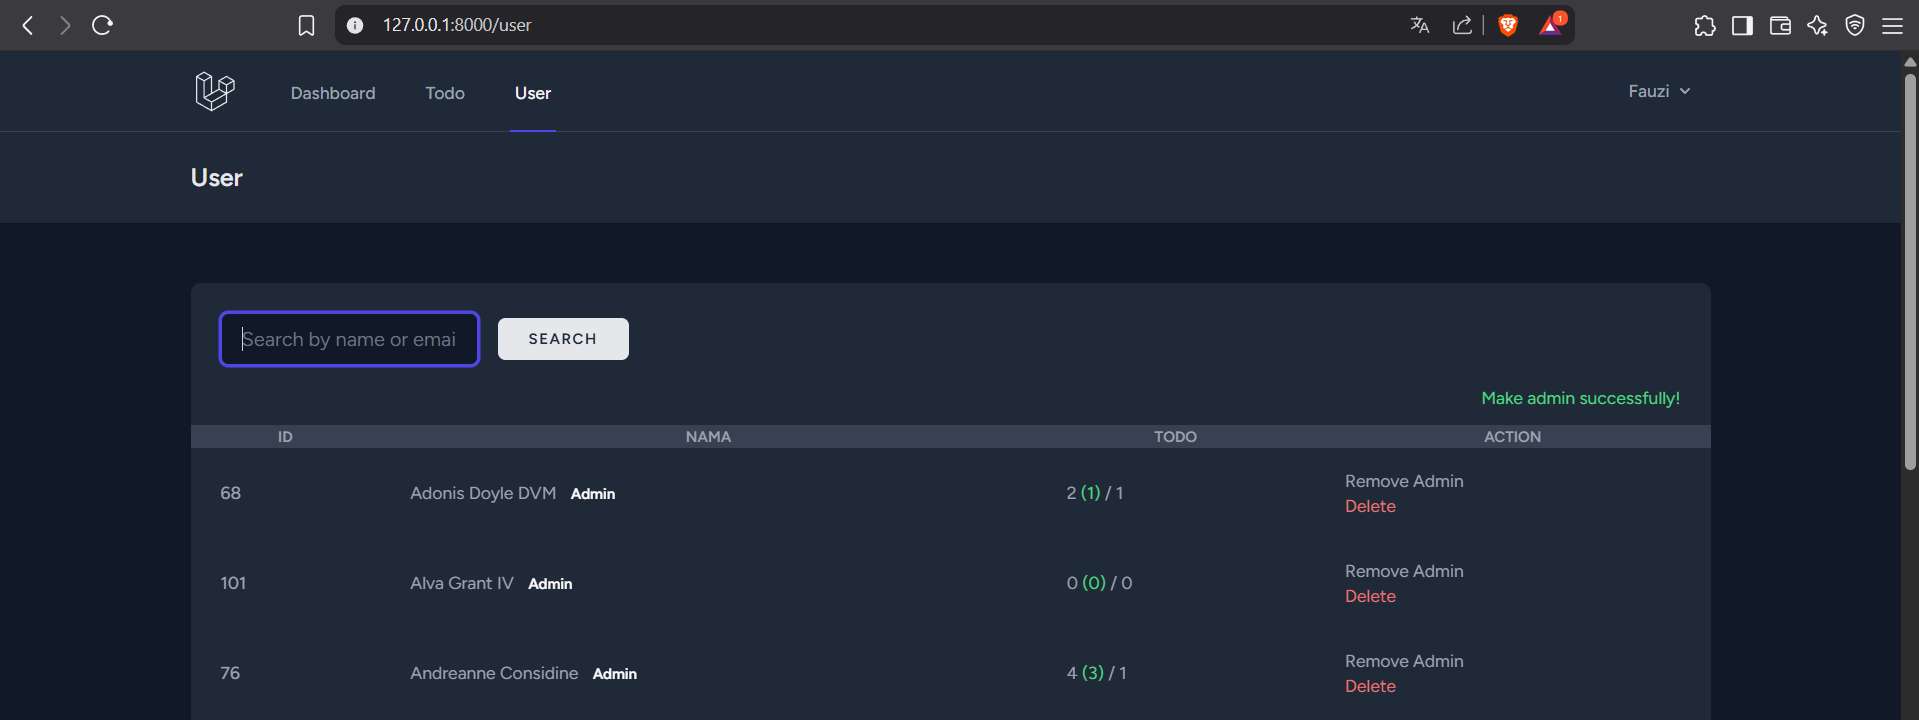 127.0.0.1:8000/user
1
Dashboard Todo User Fauzi
User
Search by name or emai SEARCH
Make admin successfully!
ID NAMA TODO ACTION
68 Adonis Doyle DVM Admin 2 (1) / 1 Remove Admin
Delete
101 Alva Grant IV Admin 0 (0) / 0 Remove Admin
Delete
76 Andreanne Considine Admin 4 (3) / 1 Remove Admin
Delete